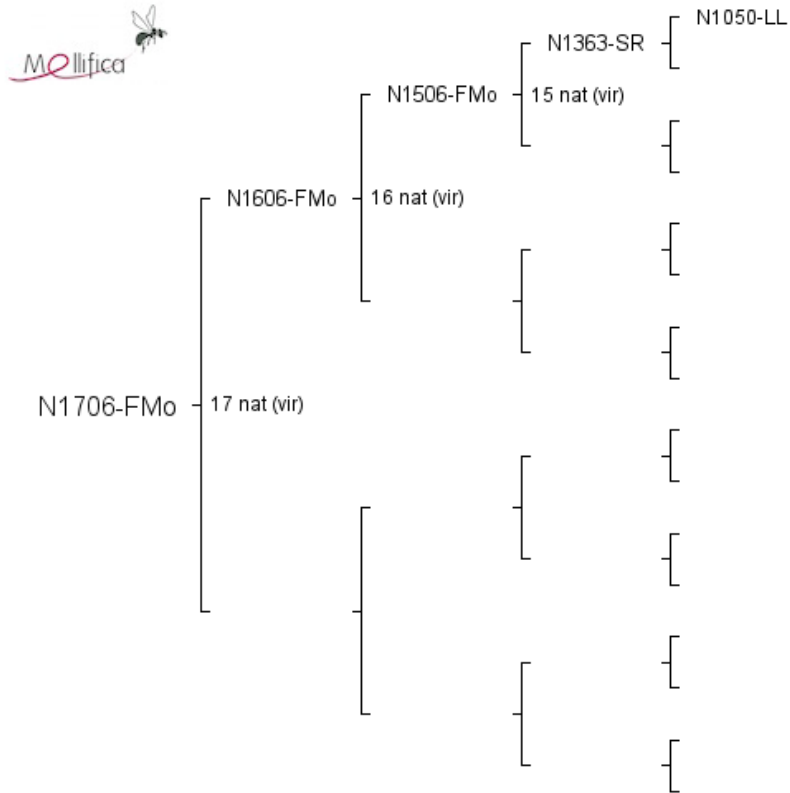 Mellifica
N1050-LL
N1363-SR
N1506-FMo
15 nat (vir)
N1606-FMo
16 nat (vir)
N1706-FMo
17 nat (vir)